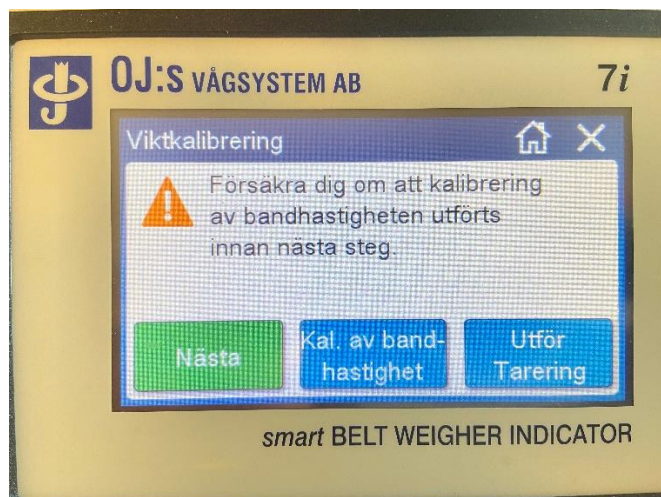 OJ:s VÅGSYSTEM AB
7i
Viktkalibrering
Försäkra dig om att kalibrering
av bandhastigheten utförts
innan nästa steg.
Nästa
Kal. av band-
hastighet
Utför
Tarering
smart BELT WEIGHER INDICATOR